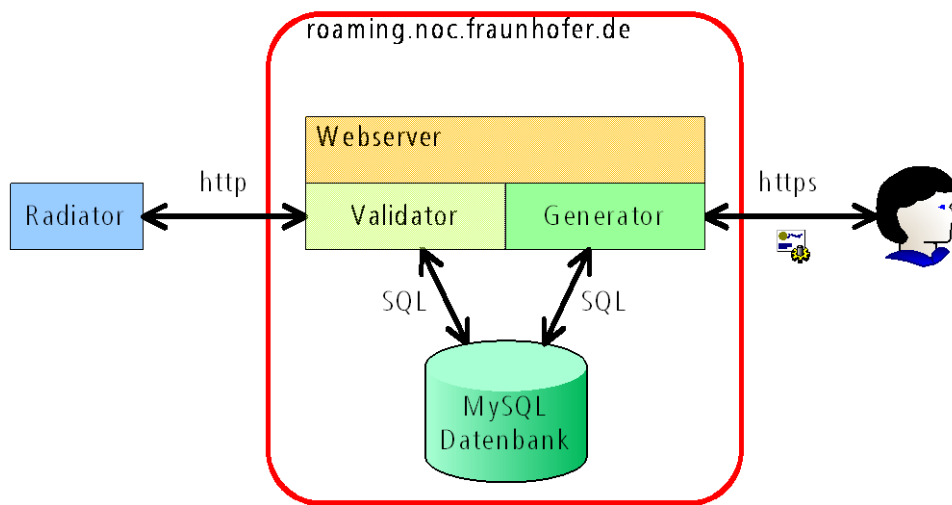 roaming.noc.fraunhofer.de
Webserver
http
https
Radiator
Validator
Generator
SQL
SQL
MySQL
Datenbank